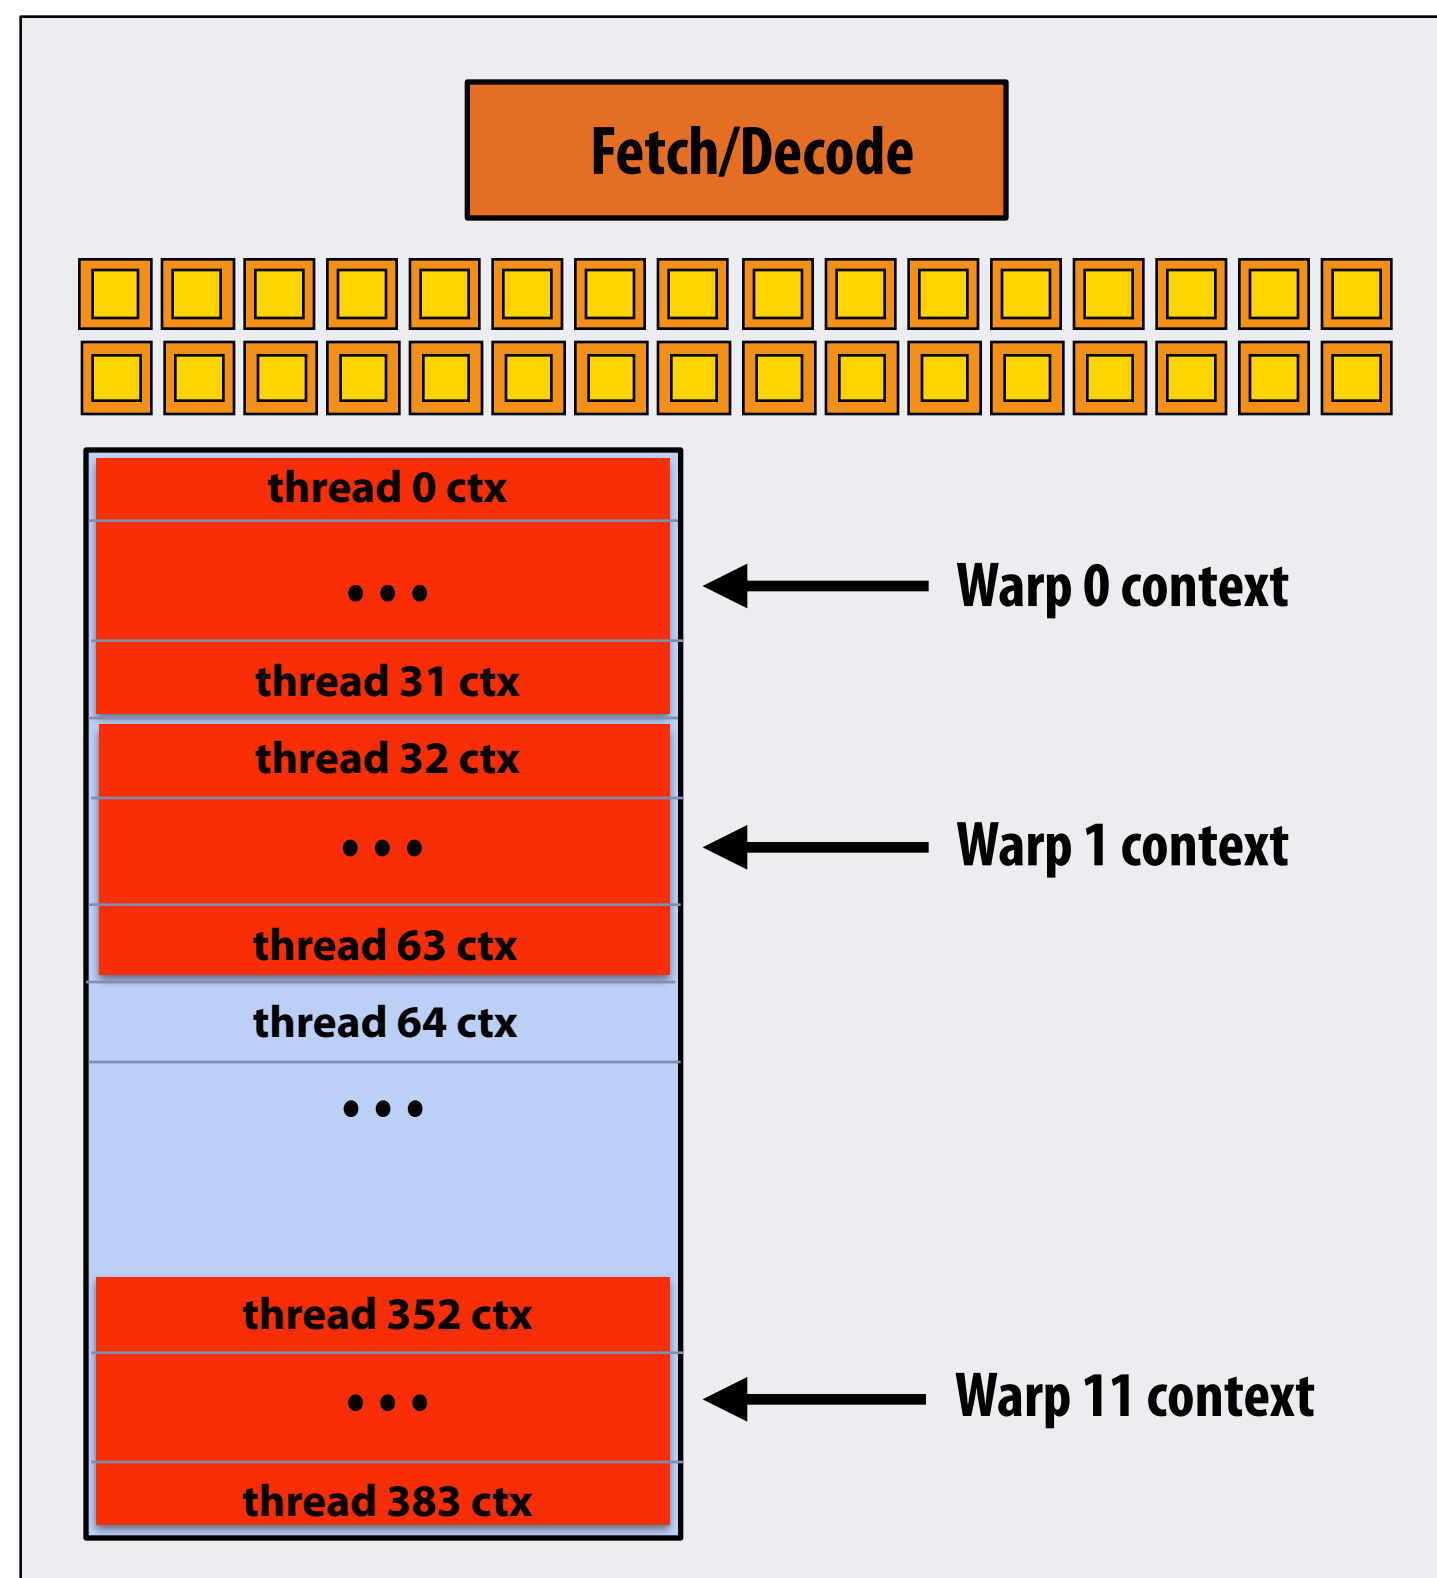 Fetch/Decode
thread 0 ctx
...
Warp 0 context
thread 31 ctx
thread 32 ctx
...
Warp 1 context
thread 63 ctx
thread 64 ctx
...
thread 352 ctx
...
Warp 11 context
thread 383 ctx